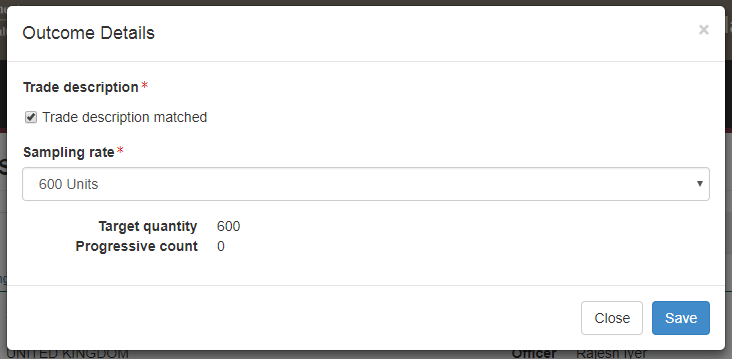 Outcome Details ×
Trade description *
Trade description matched
Sampling rate *
600 Units
Target quantity 600
Progressive count 0
Close Save
UNITED KINGDOM Officer Rajesh Iyer